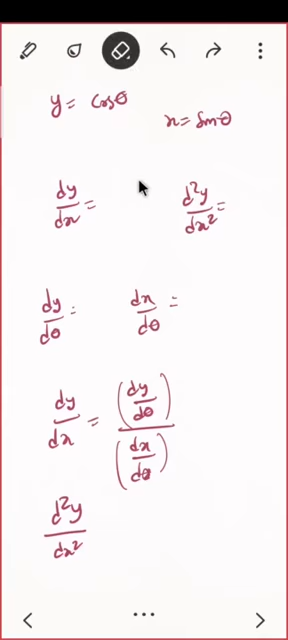 y = cosθ
x = sinθ
dy/dx = d²y/dx² =
dy/dθ = dx/dθ =
dy/dx = (dy/dθ)/(dx/dθ)
d²y/dx²